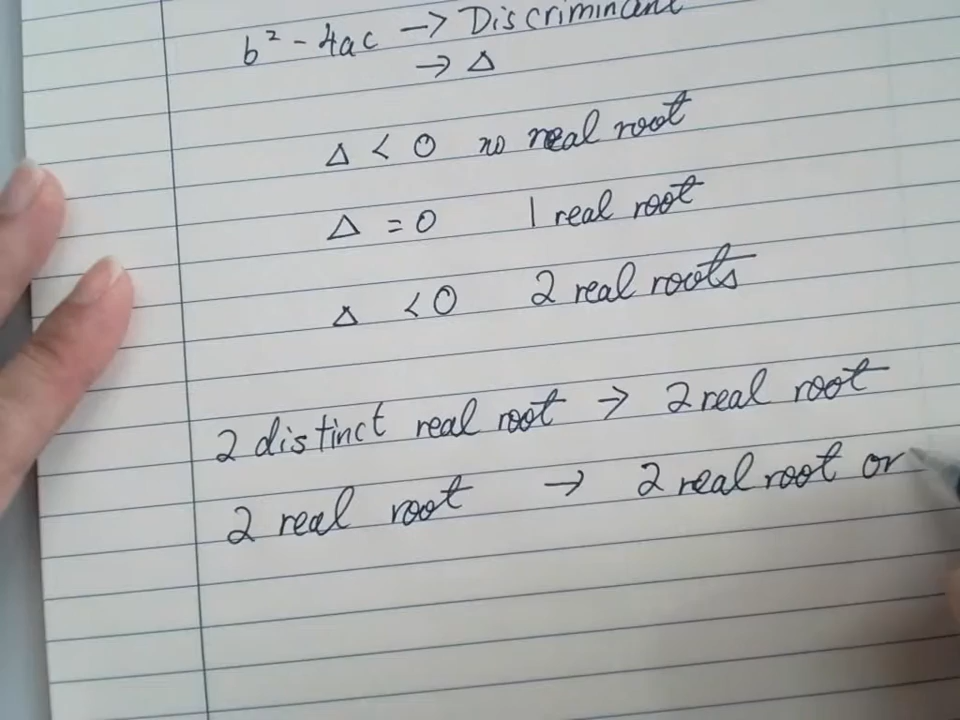 b² - 4ac → Discriminant
→ Δ
Δ < 0 no real root
Δ = 0 1 real root
Δ < 0 2 real roots
2 distinct real root → 2 real root
2 real root → 2 real root or